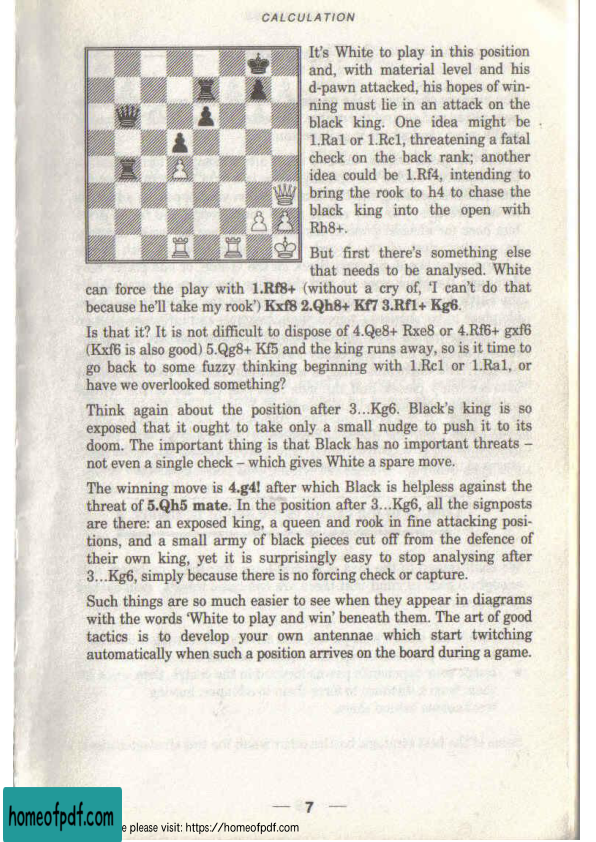 CALCULATION
It's White to play in this position
and, with material level and his
d-pawn attacked, his hopes of win-
ning must lie in an attack on the
black king. One idea might be
1.Ra1 or 1.Rc1, threatening a fatal
check on the back rank; another
idea could be 1.Rf4, intending to
bring the rook to h4 to chase the
black king into the open with
Rh8+.
But first there's something else
that needs to be analysed. White
can force the play with 1.Rf8+ (without a cry of, 'I can't do that
because he'll take my rook') Kxf8 2.Qh8+ Kf7 3.Rf1+ Kg6.
Is that it? It is not difficult to dispose of 4.Qe8+ Rxe8 or 4.Rf6+ gxf6
(Kxf6 is also good) 5.Qg8+ Kf5 and the king runs away, so is it time to
go back to some fuzzy thinking beginning with 1.Rc1 or 1.Ra1, or
have we overlooked something?
Think again about the position after 3...Kg6. Black's king is so
exposed that it ought to take only a small nudge to push it to its
doom. The important thing is that Black has no important threats –
not even a single check – which gives White a spare move.
The winning move is 4.g4! after which Black is helpless against the
threat of 5.Qh5 mate. In the position after 3...Kg6, all the signposts
are there: an exposed king, a queen and rook in fine attacking posi-
tions, and a small army of black pieces cut off from the defence of
their own king, yet it is surprisingly easy to stop analysing after
3...Kg6, simply because there is no forcing check or capture.
Such things are so much easier to see when they appear in diagrams
with the words 'White to play and win' beneath them. The art of good
tactics is to develop your own antennae which start twitching
automatically when such a position arrives on the board during a game.
— 7 —
homeofpdf.com
e please visit: https://homeofpdf.com